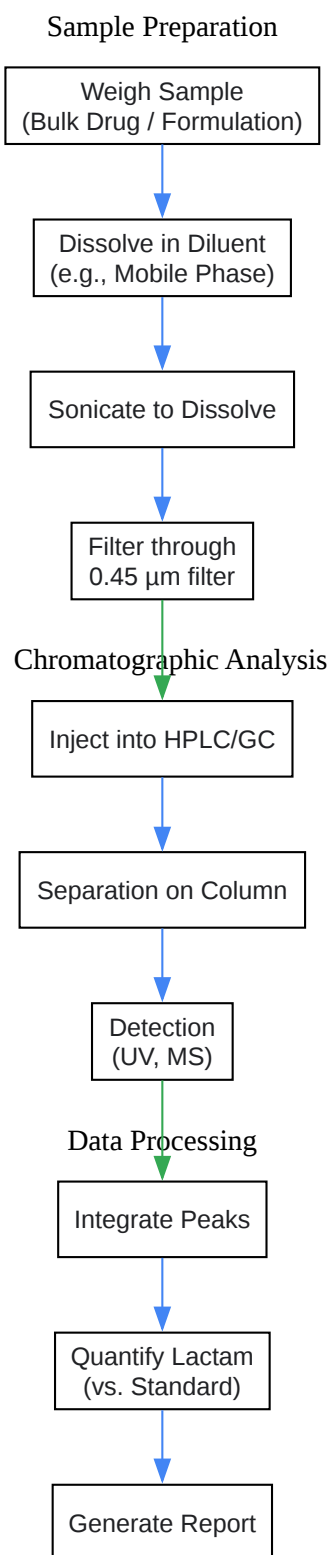 Sample Preparation
Weigh Sample
(Bulk Drug / Formulation)
Dissolve in Diluent
(e.g., Mobile Phase)
Sonicate to Dissolve
Filter through
0.45 µm filter
Chromatographic Analysis
Inject into HPLC/GC
Separation on Column
Detection
(UV, MS)
Data Processing
Integrate Peaks
Quantify Lactam
(vs. Standard)
Generate Report